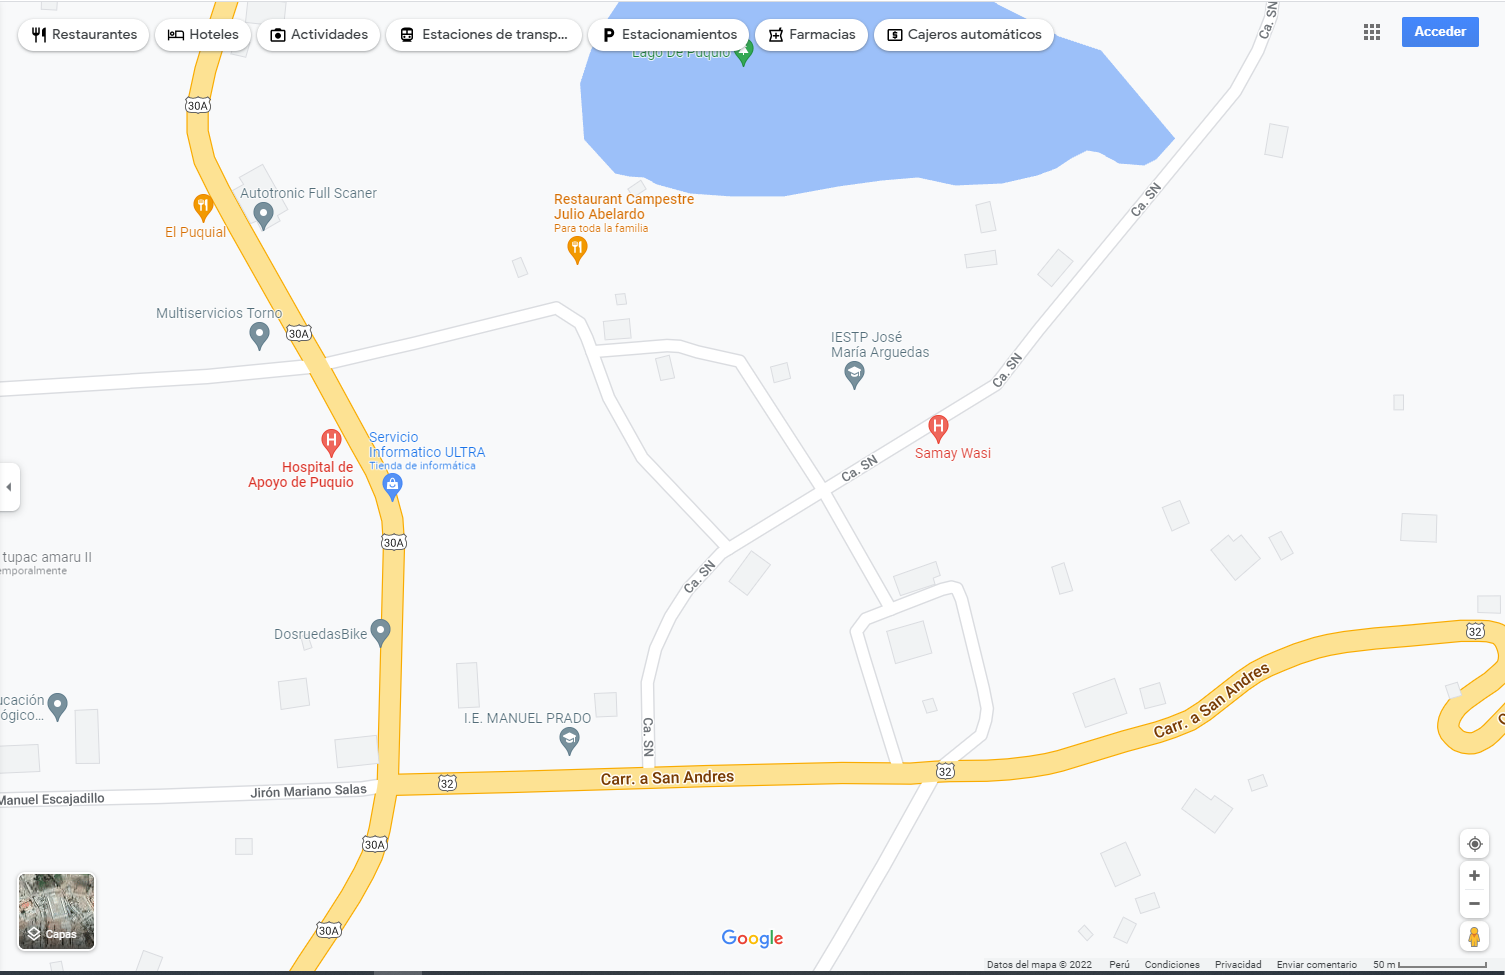 Restaurantes
Hoteles
Actividades
Estaciones de transp...
Estacionamientos
Farmacias
Cajeros automáticos
Acceder
Ca. SN
Lago De Puquio
30A
Autotronic Full Scaner
El Puquial
Restaurant Campestre
Julio Abelardo
Para toda la familia
Ca. SN
Multiservicios Torno
30A
IESTP José
María Arguedas
Ca. SN
Servicio
Informatico ULTRA
Tienda de informática
Hospital de
Apoyo de Puquio
Samay Wasi
Ca. SN
30A
tupac amaru II
emporalmente
Ca. SN
DosruedasBike
32
ucación
ógico...
I.E. MANUEL PRADO
Ca. SN
Carr. a San Andres
32
Carr. a San Andres
32
Manuel Escajadillo
Jirón Mariano Salas
30A
30A
Capas
Google
Datos del mapa © 2022 Perú Condiciones Privacidad Enviar comentario 50 m